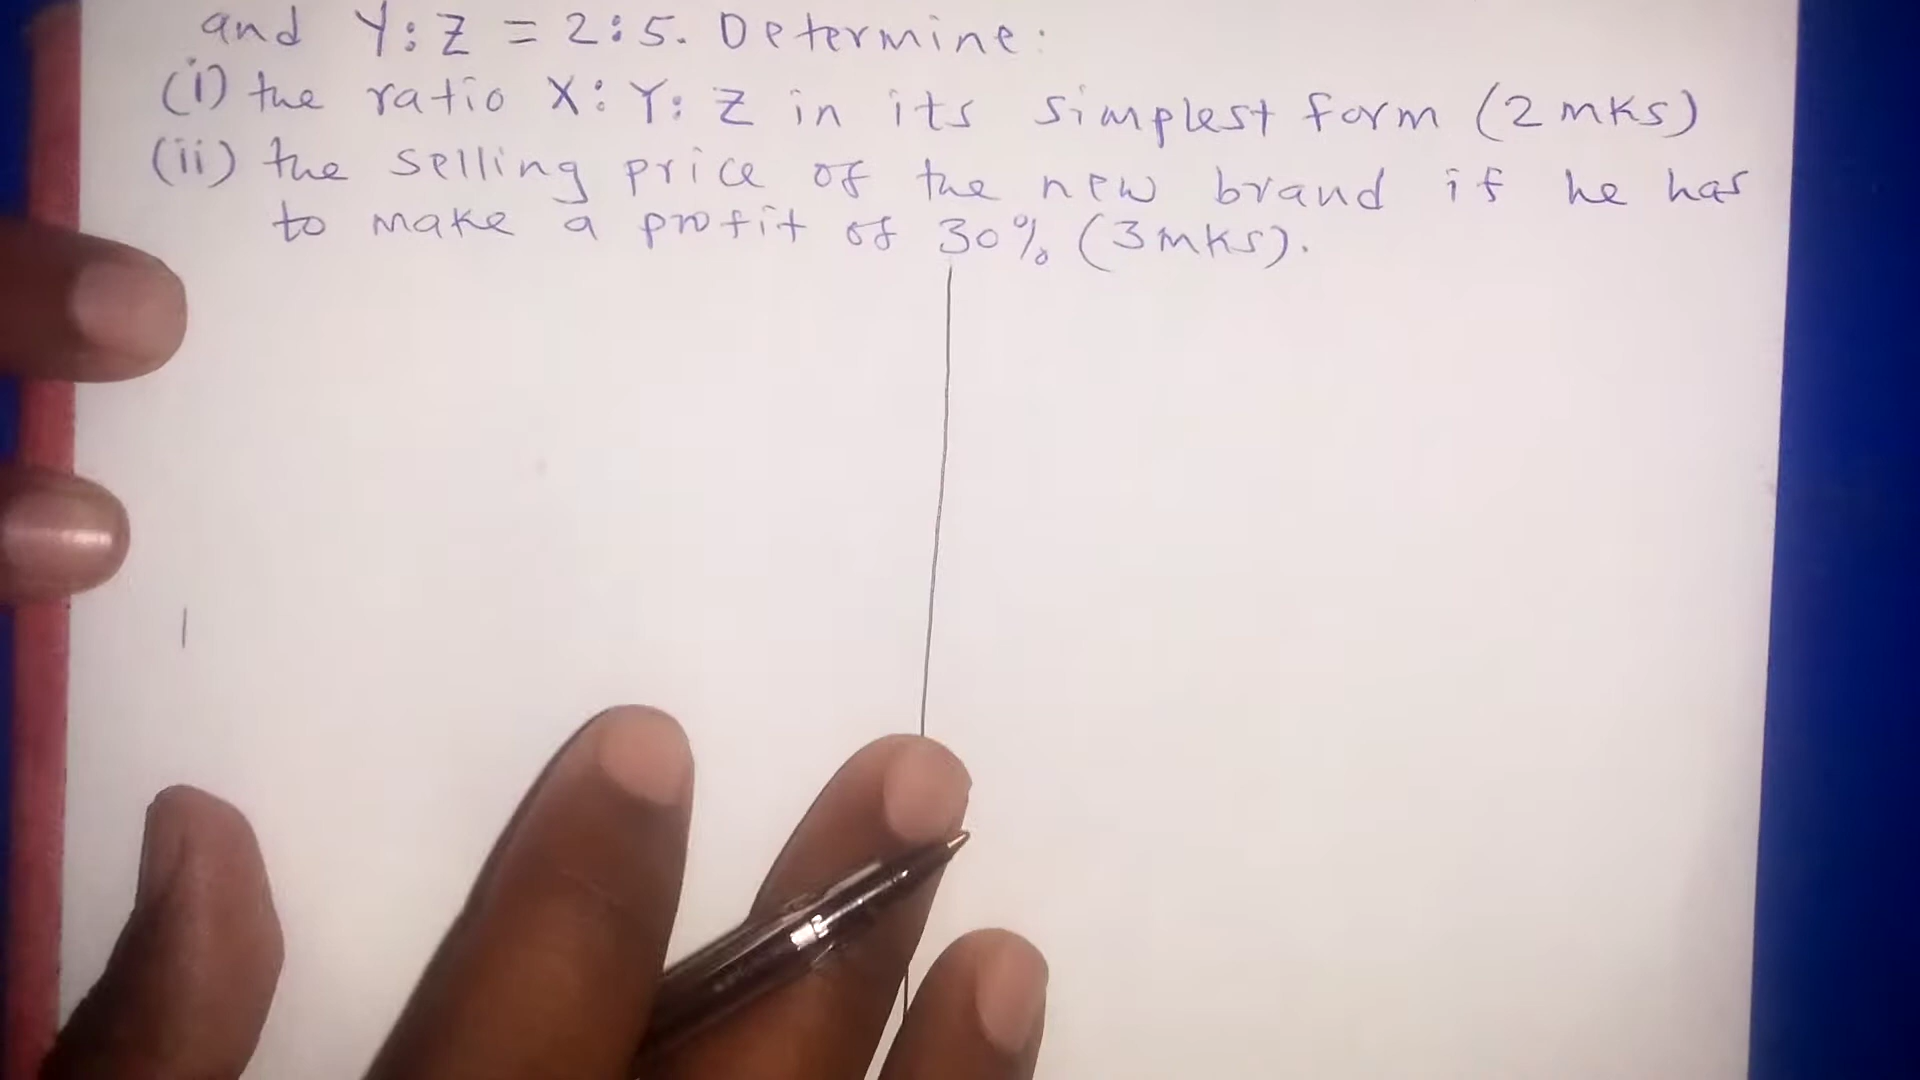 and Y:Z = 2:5. Determine:
(i) the ratio X:Y:Z in its simplest form (2mks)
(ii) the selling price of the new brand if he has
to make a profit of 30% (3mks).